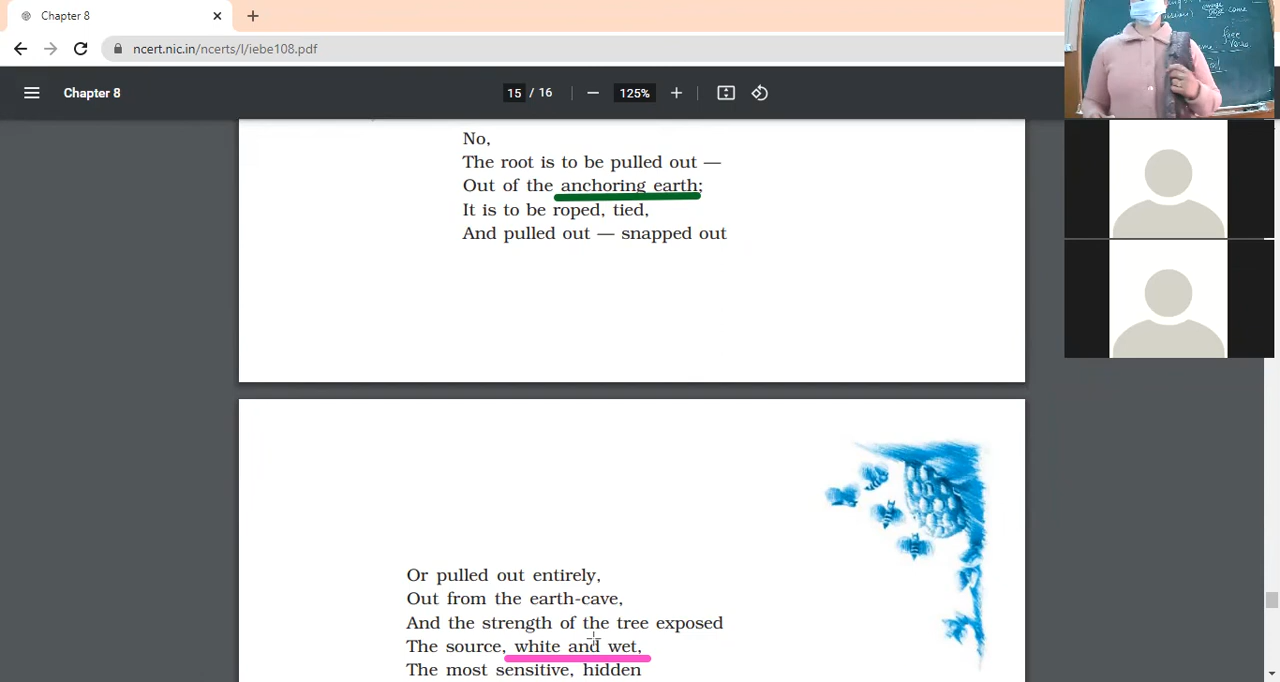 Chapter 8
ncert.nic.in/ncerts/l/iebe108.pdf
Chapter 8
15 / 16
125%
No,
The root is to be pulled out —
Out of the anchoring earth;
It is to be roped, tied,
And pulled out — snapped out
Or pulled out entirely,
Out from the earth-cave,
And the strength of the tree exposed
The source, white and wet,
The most sensitive, hidden